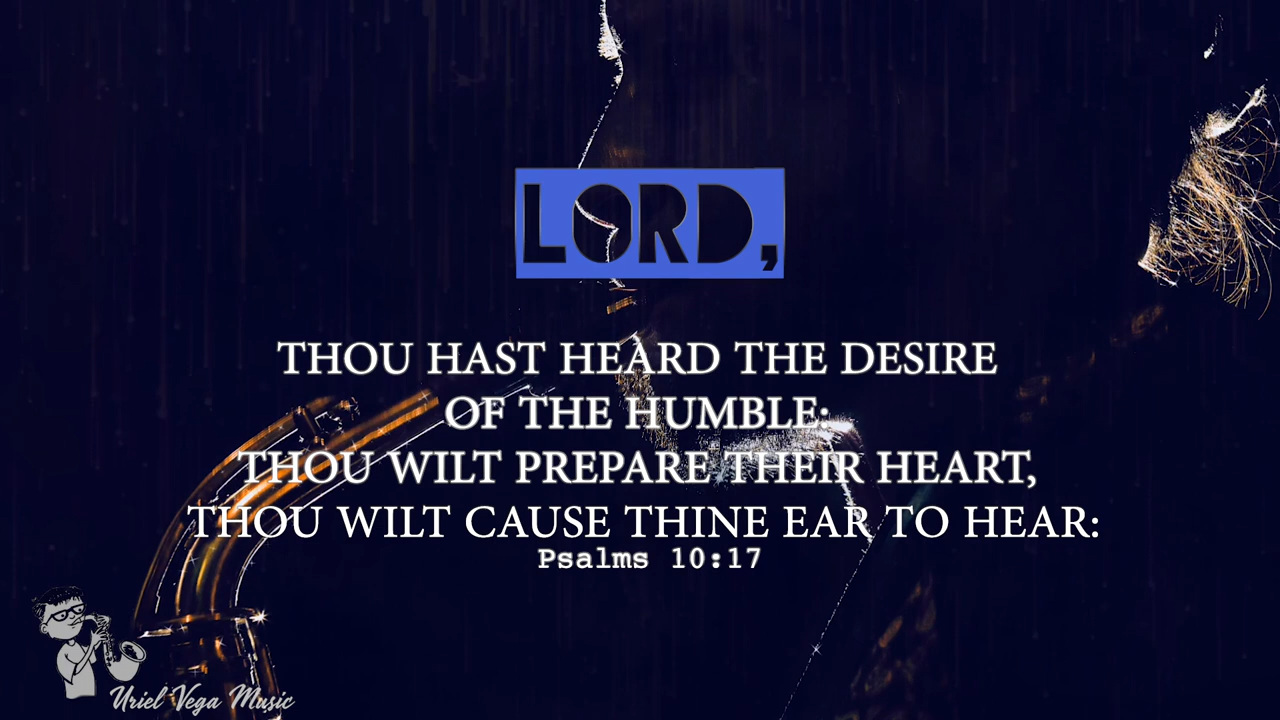 LORD,
THOU HAST HEARD THE DESIRE
OF THE HUMBLE:
THOU WILT PREPARE THEIR HEART,
THOU WILT CAUSE THINE EAR TO HEAR:
Psalms 10:17
Uriel Vega Music